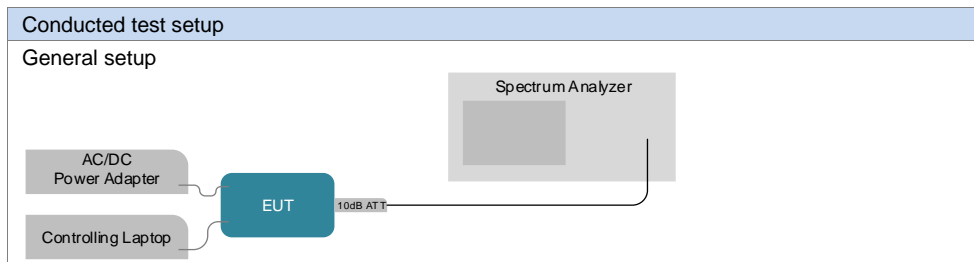 Conducted test setup
General setup
Spectrum Analyzer
AC/DC
Power Adapter
EUT
10dB ATT
Controlling Laptop